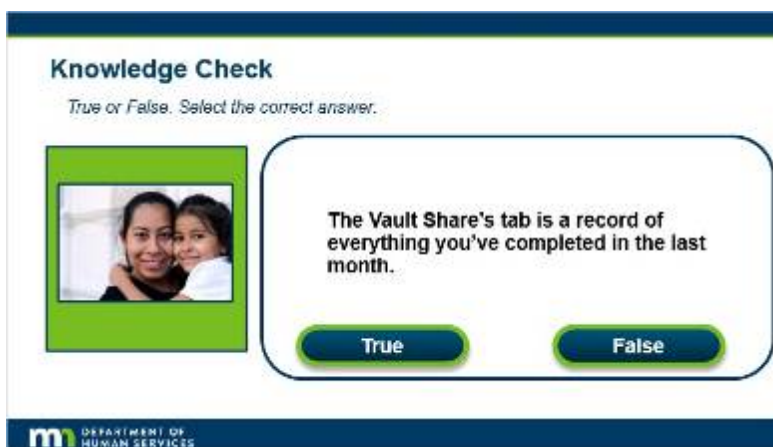 Knowledge Check
True or False. Select the correct answer.
The Vault Share's tab is a record of
everything you've completed in the last
month.
True
False
mn DEPARTMENT OF
HUMAN SERVICES